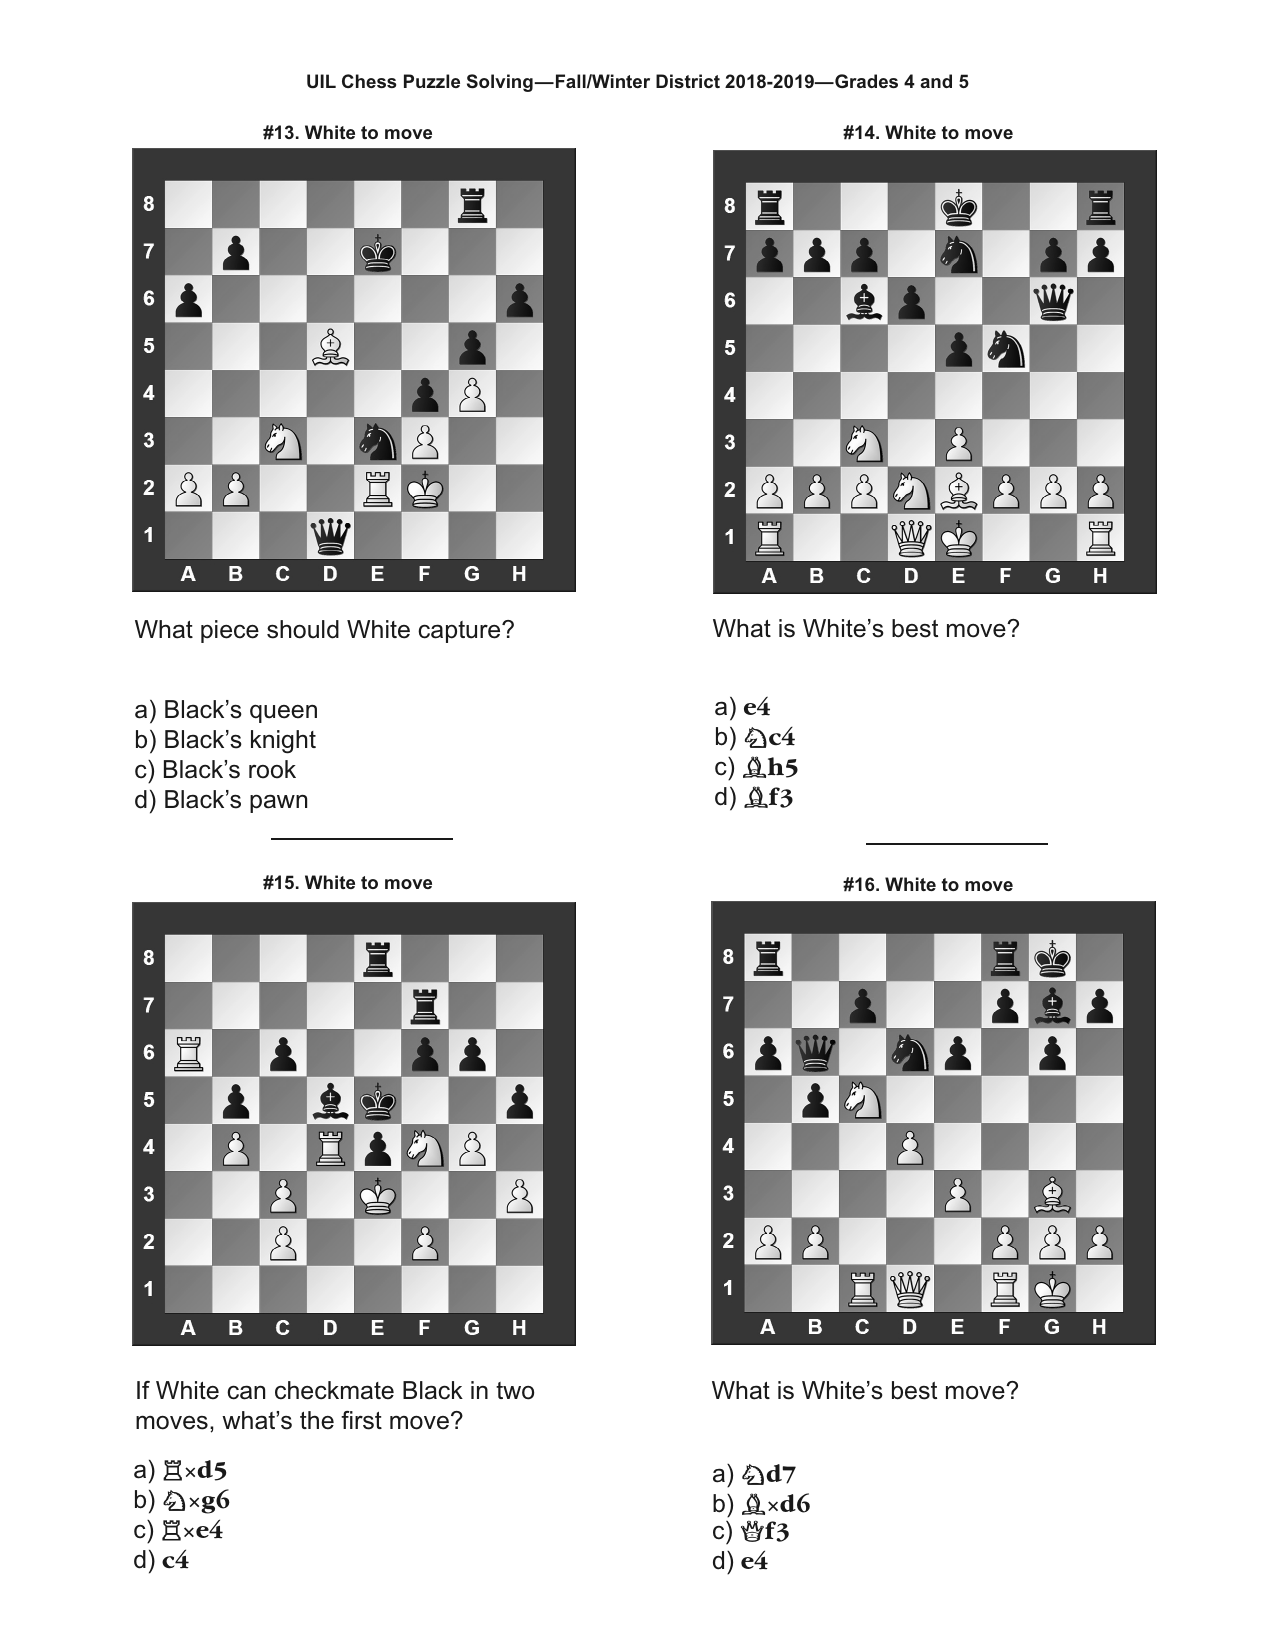 UIL Chess Puzzle Solving—Fall/Winter District 2018-2019—Grades 4 and 5
#13. White to move
8
7
6
5
4
3
2
1
A B C D E F G H
What piece should White capture?
a) Black’s queen
b) Black’s knight
c) Black’s rook
d) Black’s pawn
#14. White to move
8
7
6
5
4
3
2
1
A B C D E F G H
What is White’s best move?
a) e4
b) ♘c4
c) ♗h5
d) ♗f3
#15. White to move
8
7
6
5
4
3
2
1
A B C D E F G H
If White can checkmate Black in two
moves, what’s the first move?
a) ♖×d5
b) ♘×g6
c) ♖×e4
d) c4
#16. White to move
8
7
6
5
4
3
2
1
A B C D E F G H
What is White’s best move?
a) ♘d7
b) ♗×d6
c) ♕f3
d) e4